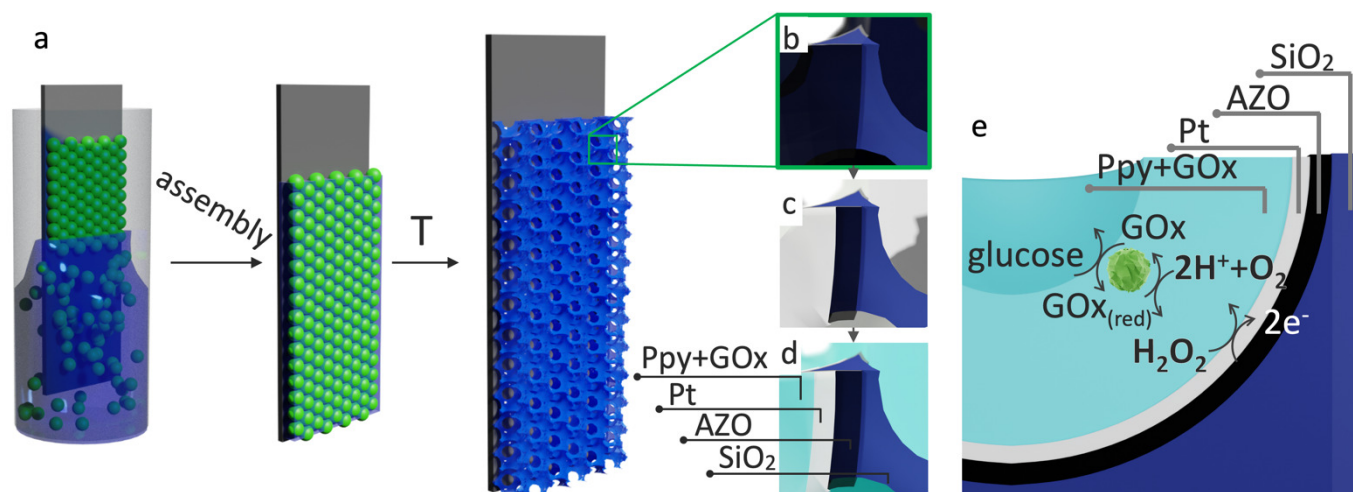 a
assembly
T
b
c
d
Ppy+GOx
Pt
AZO
SiO₂
e
SiO₂
AZO
Pt
Ppy+GOx
glucose
GOx
GOx(red)
2H⁺+O₂
H₂O₂
2e⁻